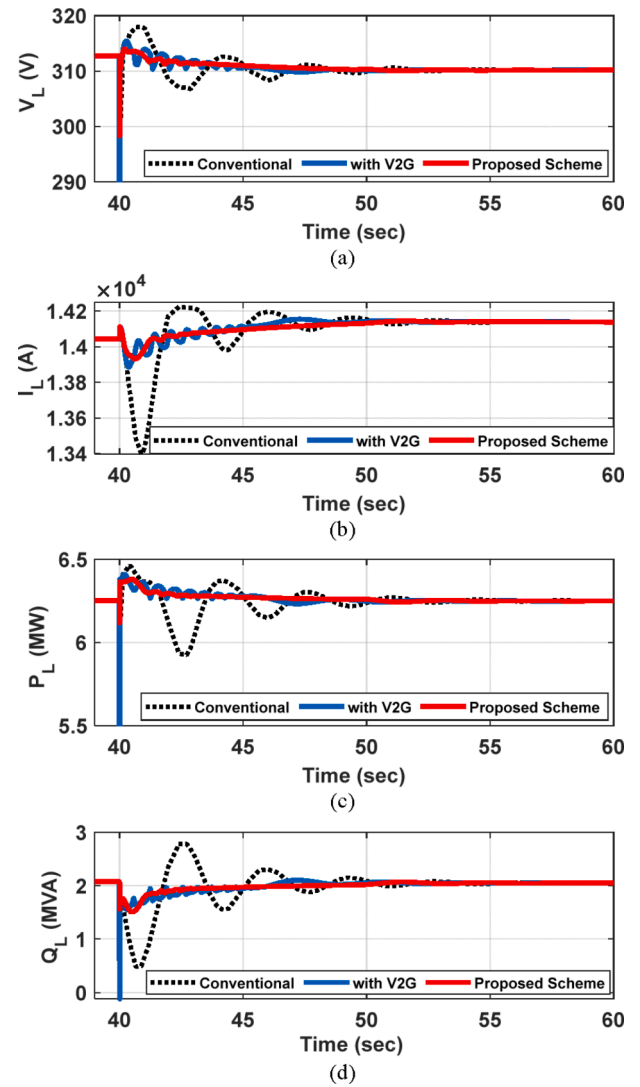 320
310
300
290
V_L (V)
Conventional with V2G Proposed Scheme
40 45 50 55 60
Time (sec)
(a)
×10^4
1.42
1.4
1.38
1.36
1.34
I_L (A)
Conventional with V2G Proposed Scheme
40 45 50 55 60
Time (sec)
(b)
6.5
6
5.5
P_L (MW)
Conventional with V2G Proposed Scheme
40 45 50 55 60
Time (sec)
(c)
3
2
1
0
Q_L (MVA)
Conventional with V2G Proposed Scheme
40 45 50 55 60
Time (sec)
(d)